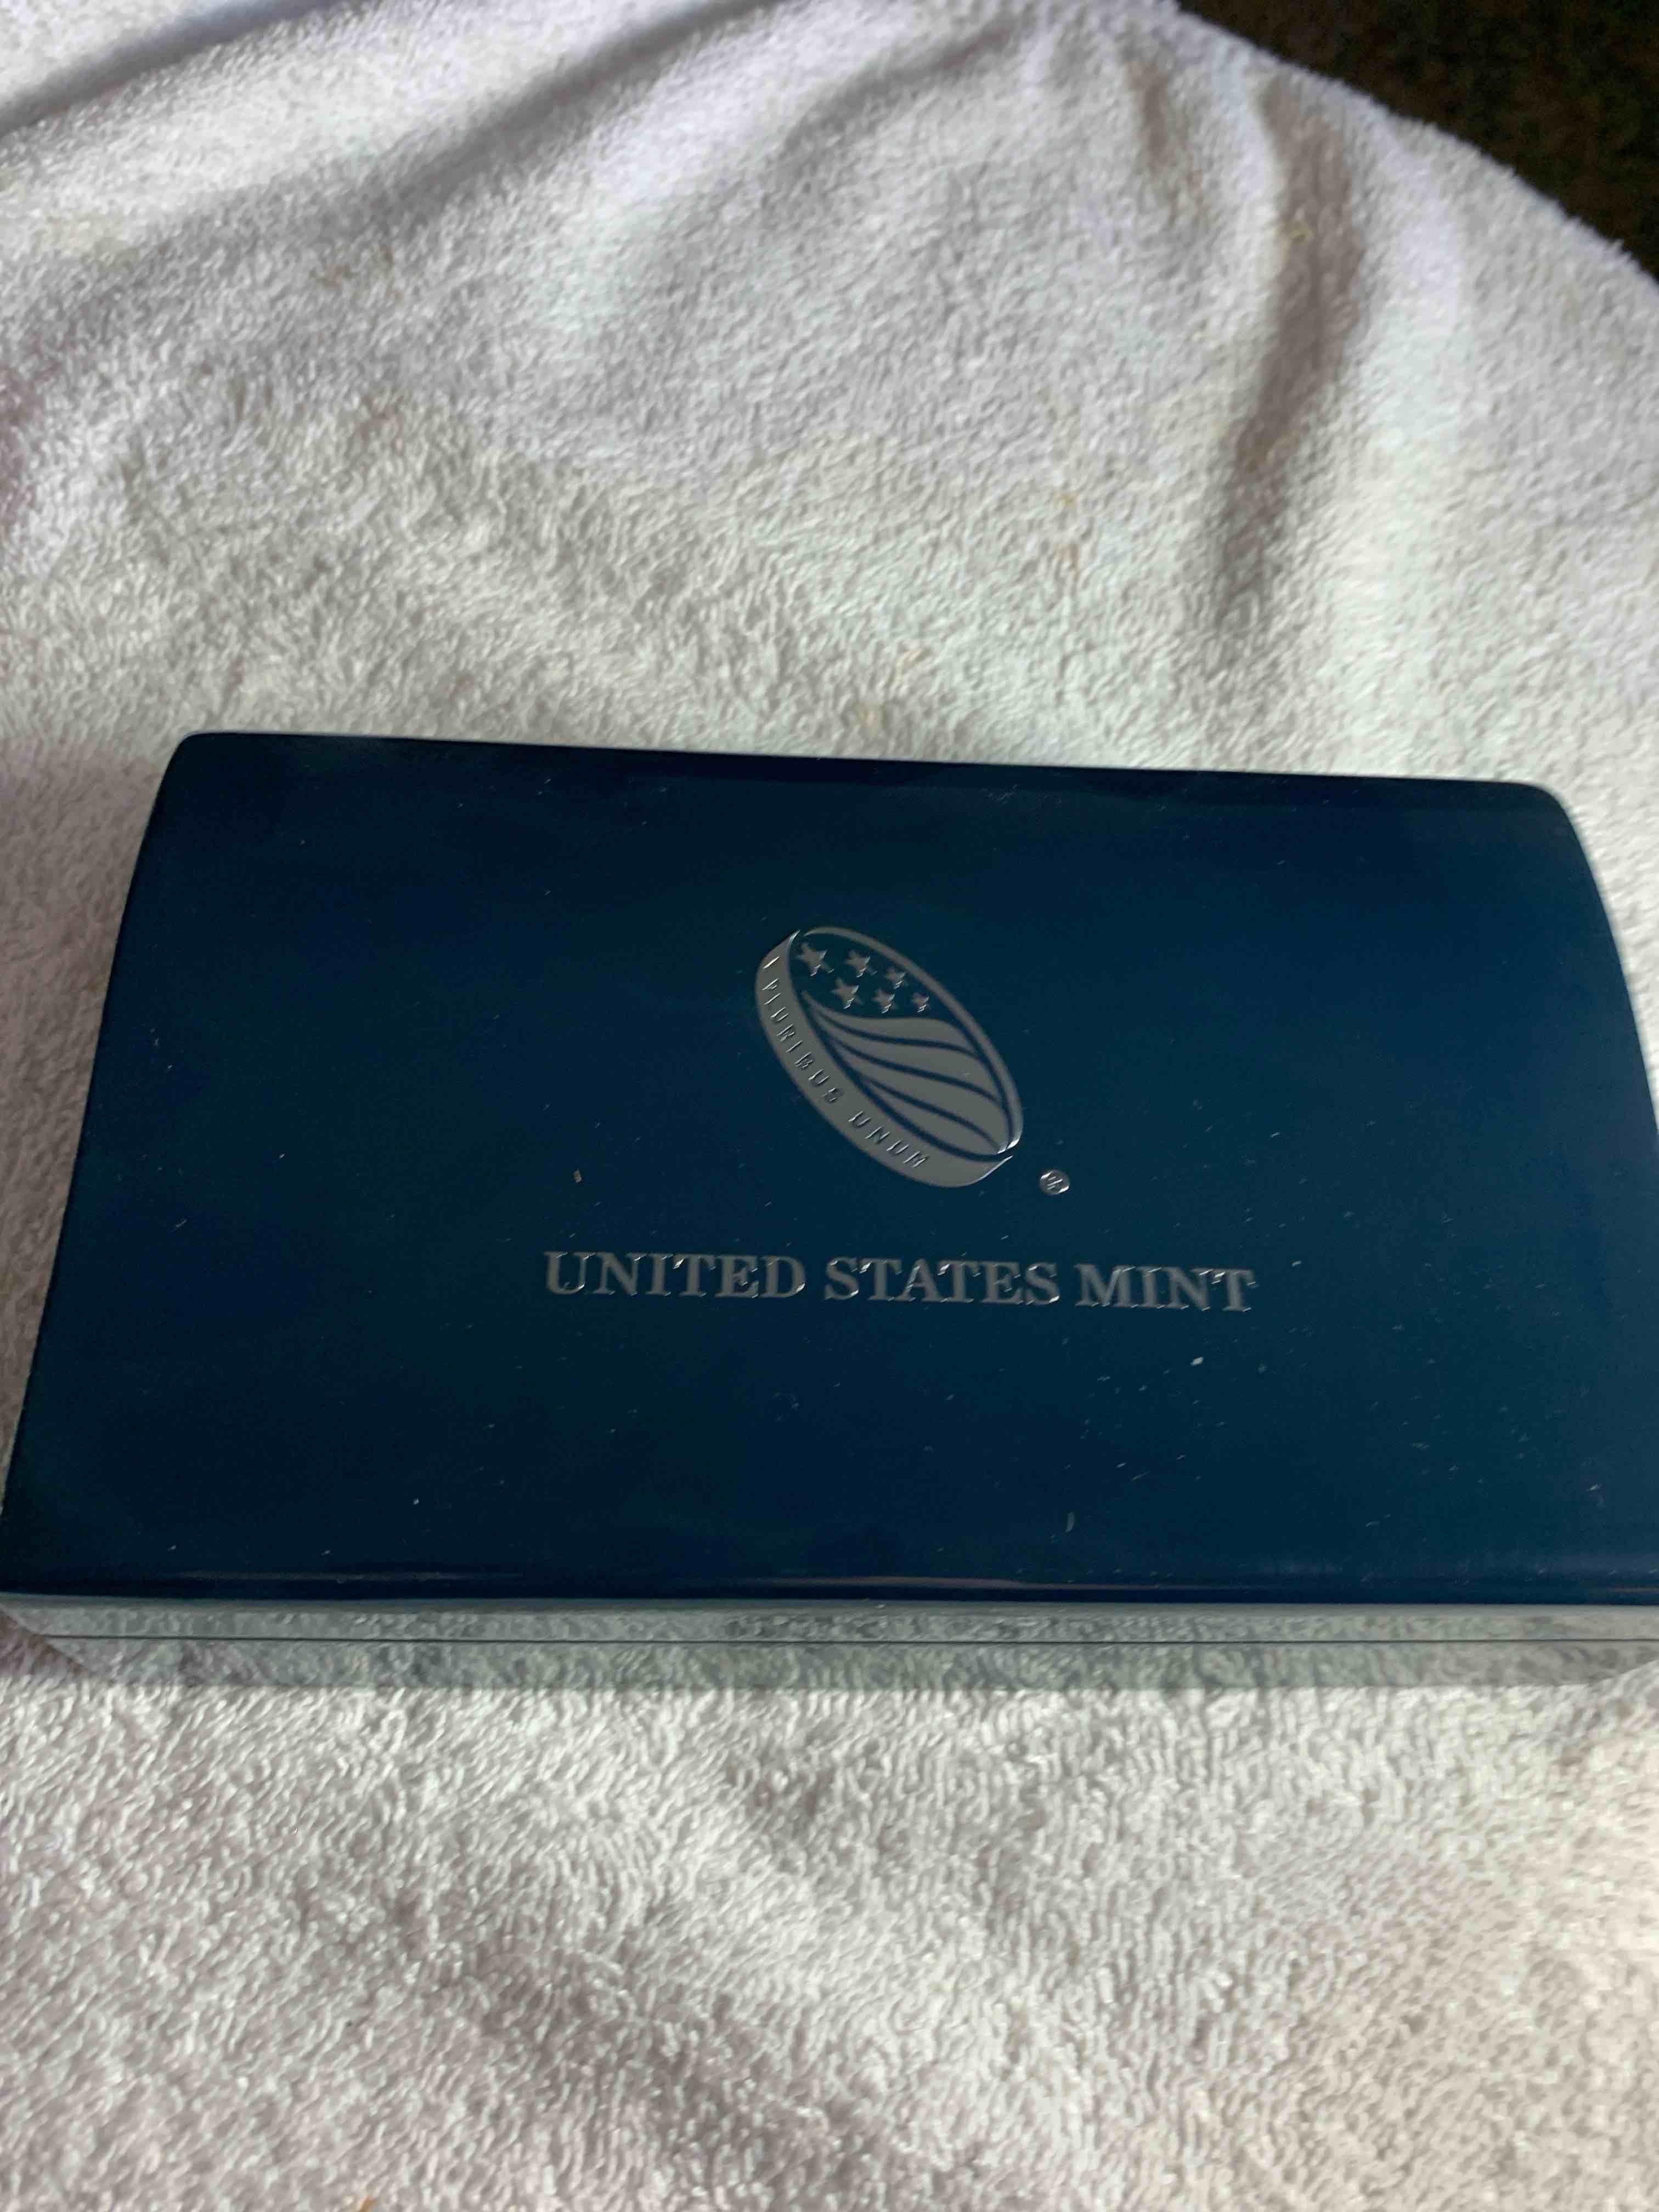 PLURIBUS UNUM
®
UNITED STATES MINT